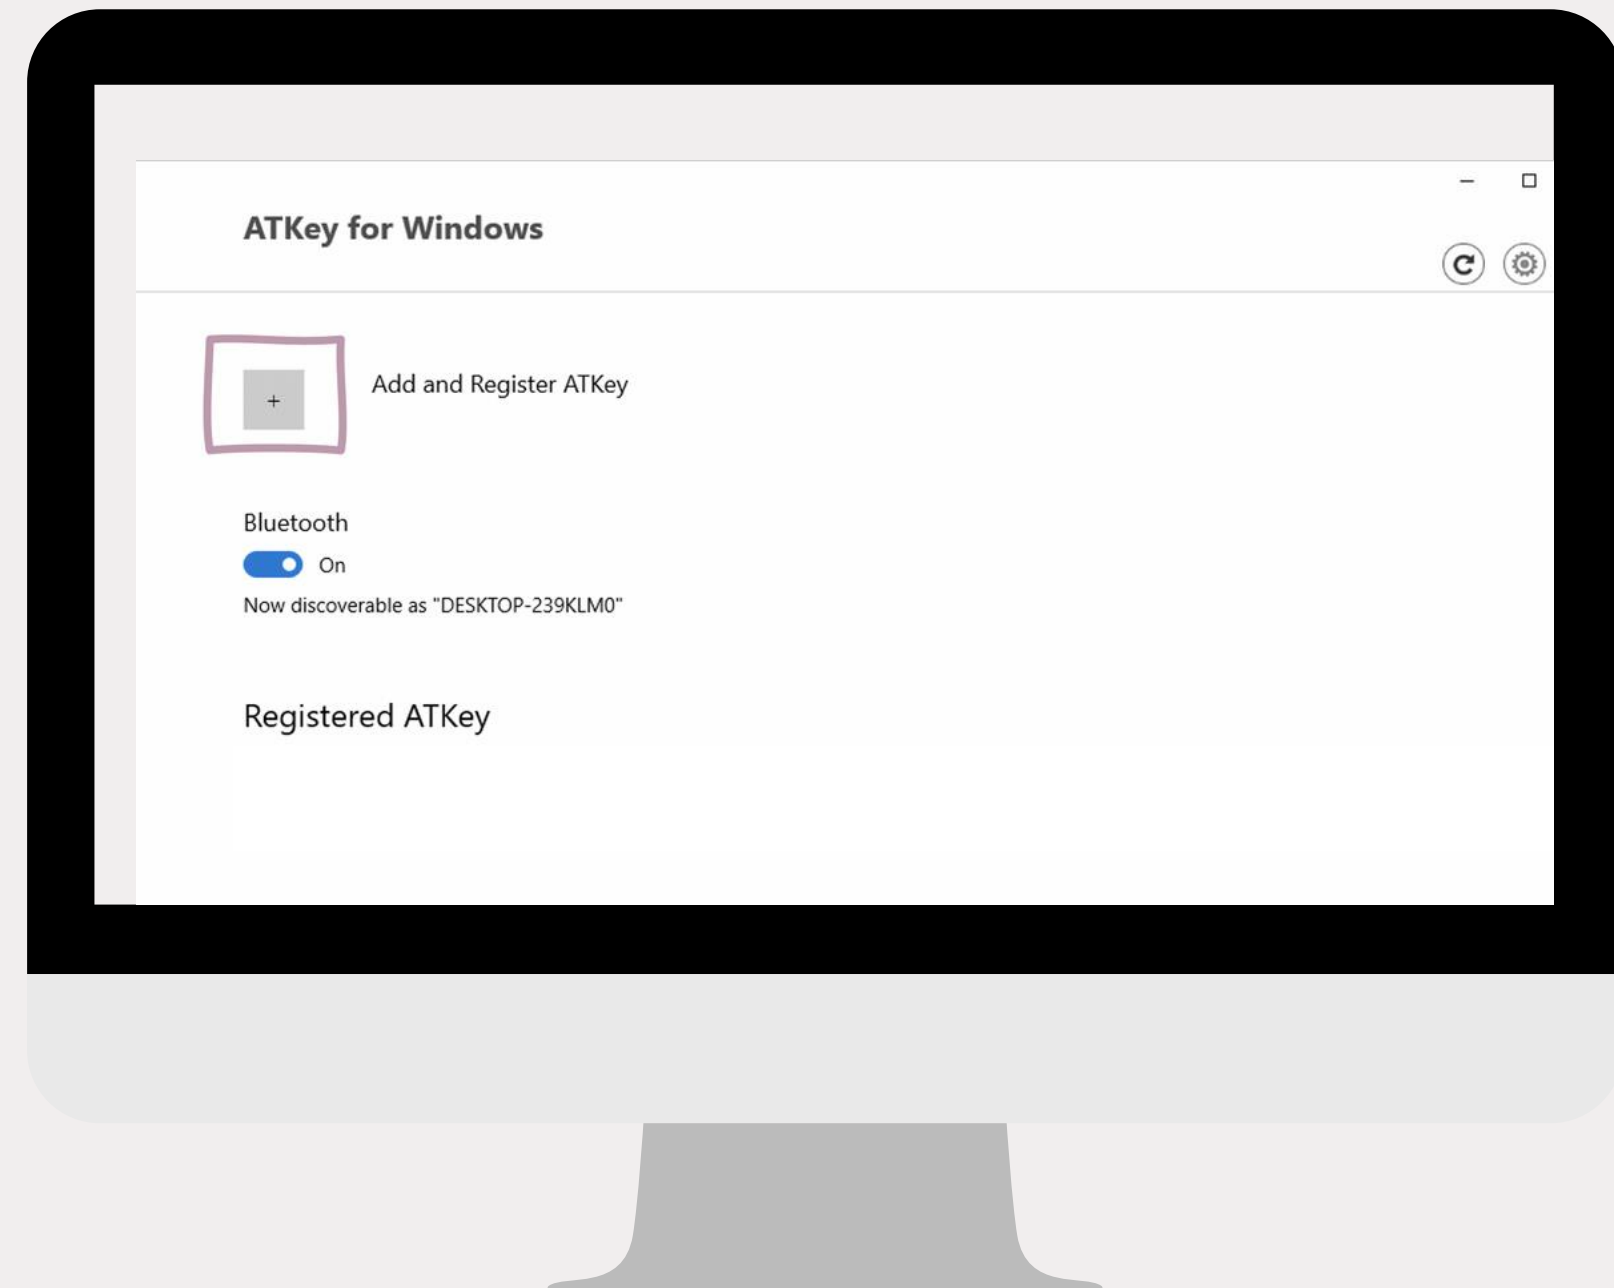 ATKey for Windows
+
Add and Register ATKey
Bluetooth
On
Now discoverable as "DESKTOP-239KLM0"
Registered ATKey